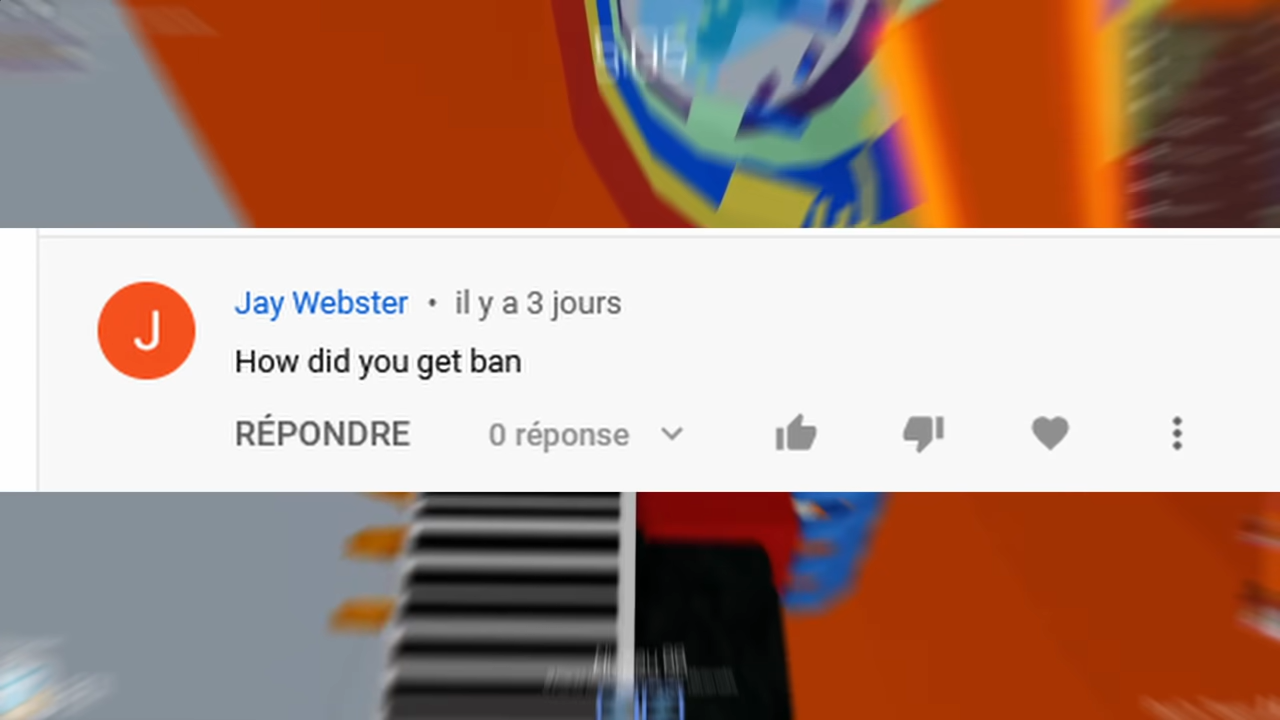 Jay Webster • il y a 3 jours
How did you get ban
RÉPONDRE 0 réponse